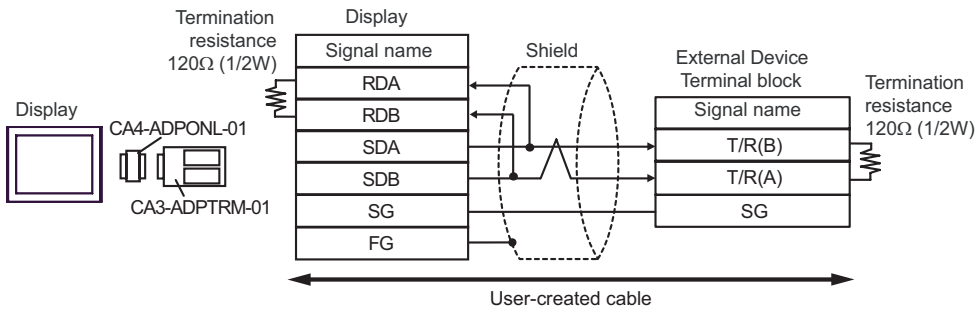 Display
CA4-ADPONL-01
CA3-ADPTRM-01
Termination
resistance
120Ω (1/2W)
Display
Signal name
RDA
RDB
SDA
SDB
SG
FG
Shield
External Device
Terminal block
Signal name
T/R(B)
T/R(A)
SG
Termination
resistance
120Ω (1/2W)
User-created cable